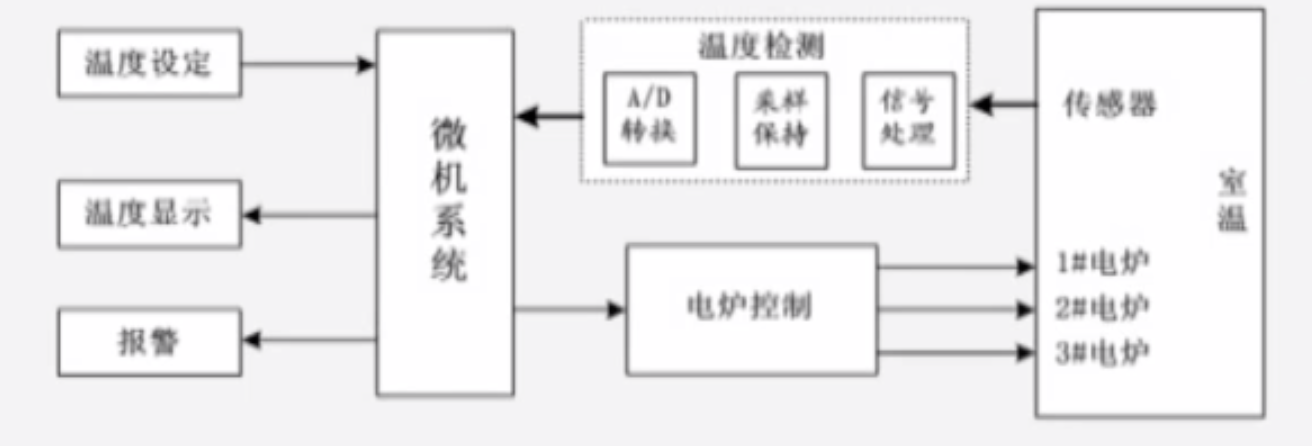 温度设定
温度显示
报警
微机系统
温度检测
A/D
转换
采样
保持
信号
处理
电炉控制
传感器
室温
1#电炉
2#电炉
3#电炉